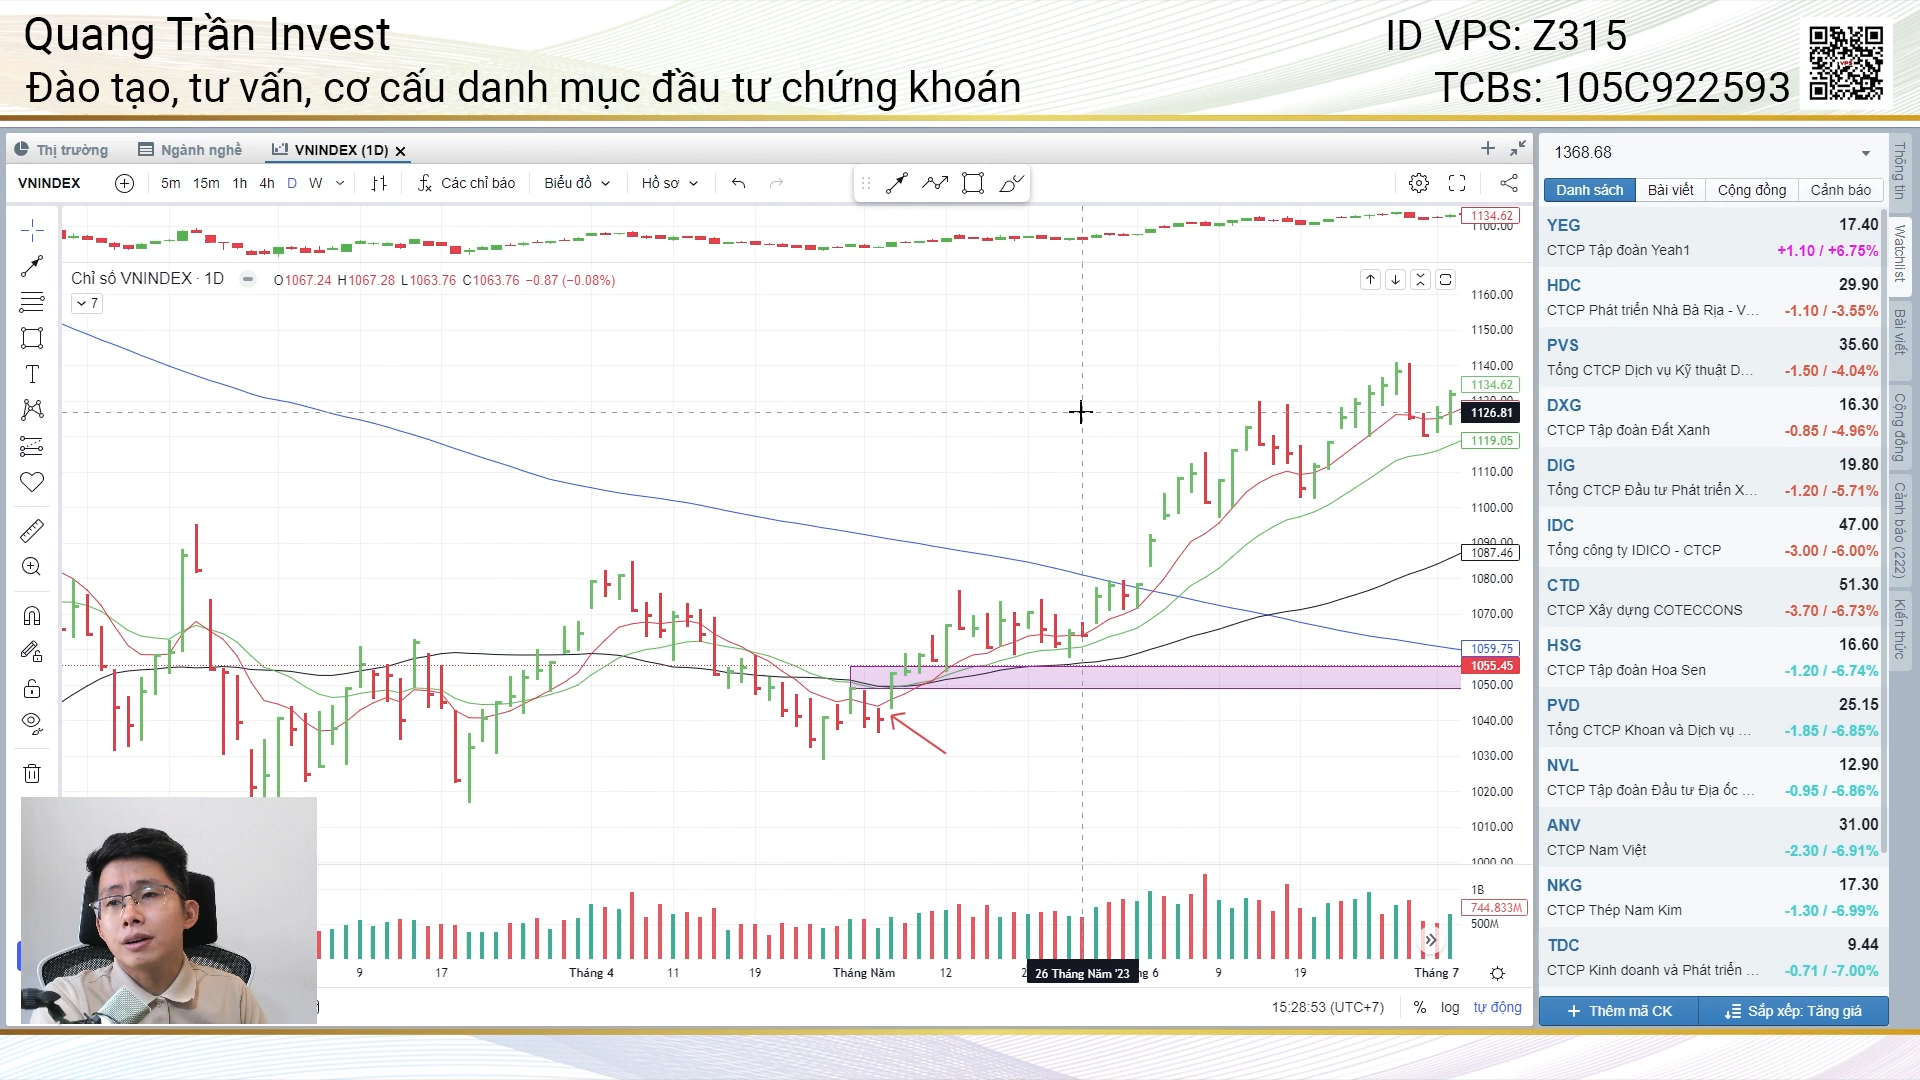 Quang Trần Invest
Đào tạo, tư vấn, cơ cấu danh mục đầu tư chứng khoán
ID VPS: Z315
TCBs: 105C922593
Thị trường
Ngành nghề
VNINDEX (1D)
VNINDEX
5m 15m 1h 4h D W
Các chỉ báo
Biểu đồ
Hồ sơ
Chỉ số VNINDEX · 1D
O1067.24 H1067.28 L1063.76 C1063.76 −0.87 (−0.08%)
7
1134.62
1100.00
1160.00
1150.00
1140.00
1134.62
1126.81
1119.05
1110.00
1100.00
1090.00
1087.46
1080.00
1070.00
1059.75
1055.45
1050.00
1040.00
1030.00
1020.00
1010.00
1000.00
1B
744.833M
500M
9 17 Tháng 4 11 19 Tháng Năm 12 26 Tháng Năm '23 9 19 Tháng 7
15:28:53 (UTC+7) % log tự động
1368.68
Danh sách Bài viết Cộng đồng Cảnh báo
YEG 17.40
CTCP Tập đoàn Yeah1 +1.10 / +6.75%
HDC 29.90
CTCP Phát triển Nhà Bà Rịa - V... -1.10 / -3.55%
PVS 35.60
Tổng CTCP Dịch vụ Kỹ thuật D... -1.50 / -4.04%
DXG 16.30
CTCP Tập đoàn Đất Xanh -0.85 / -4.96%
DIG 19.80
Tổng CTCP Đầu tư Phát triển X... -1.20 / -5.71%
IDC 47.00
Tổng công ty IDICO - CTCP -3.00 / -6.00%
CTD 51.30
CTCP Xây dựng COTECCONS -3.70 / -6.73%
HSG 16.60
CTCP Tập đoàn Hoa Sen -1.20 / -6.74%
PVD 25.15
Tổng CTCP Khoan và Dịch vụ ... -1.85 / -6.85%
NVL 12.90
CTCP Tập đoàn Đầu tư Địa ốc ... -0.95 / -6.86%
ANV 31.00
CTCP Nam Việt -2.30 / -6.91%
NKG 17.30
CTCP Thép Nam Kim -1.30 / -6.99%
TDC 9.44
CTCP Kinh doanh và Phát triển ... -0.71 / -7.00%
Thêm mã CK
Sắp xếp: Tăng giá
Thông tin
Watchlist
Bài viết
Cộng đồng
Cảnh báo (222)
Kiến thức